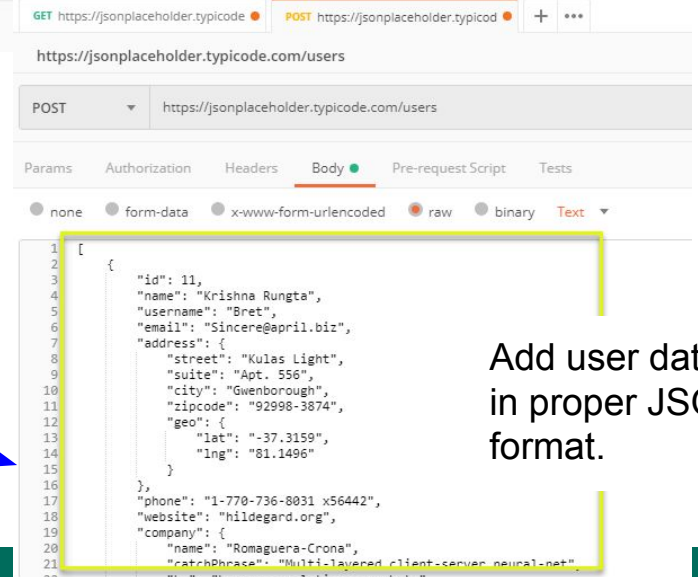 GET https://jsonplaceholder.typicode
POST https://jsonplaceholder.typicod
+ •••
https://jsonplaceholder.typicode.com/users
POST https://jsonplaceholder.typicode.com/users
Params Authorization Headers Body Pre-request Script Tests
none form-data x-www-form-urlencoded raw binary Text
1 [
2 {
3 "id": 11,
4 "name": "Krishna Rungta",
5 "username": "Bret",
6 "email": "Sincere@april.biz",
7 "address": {
8 "street": "Kulas Light",
9 "suite": "Apt. 556",
10 "city": "Gwenborough",
11 "zipcode": "92998-3874",
12 "geo": {
13 "lat": "-37.3159",
14 "lng": "81.1496"
15 }
16 },
17 "phone": "1-770-736-8031 x56442",
18 "website": "hildegard.org",
19 "company": {
20 "name": "Romaguera-Crona",
21 "catchPhrase": "Multi-layered client-server neural-net",
Add user dat
in proper JSO
format.